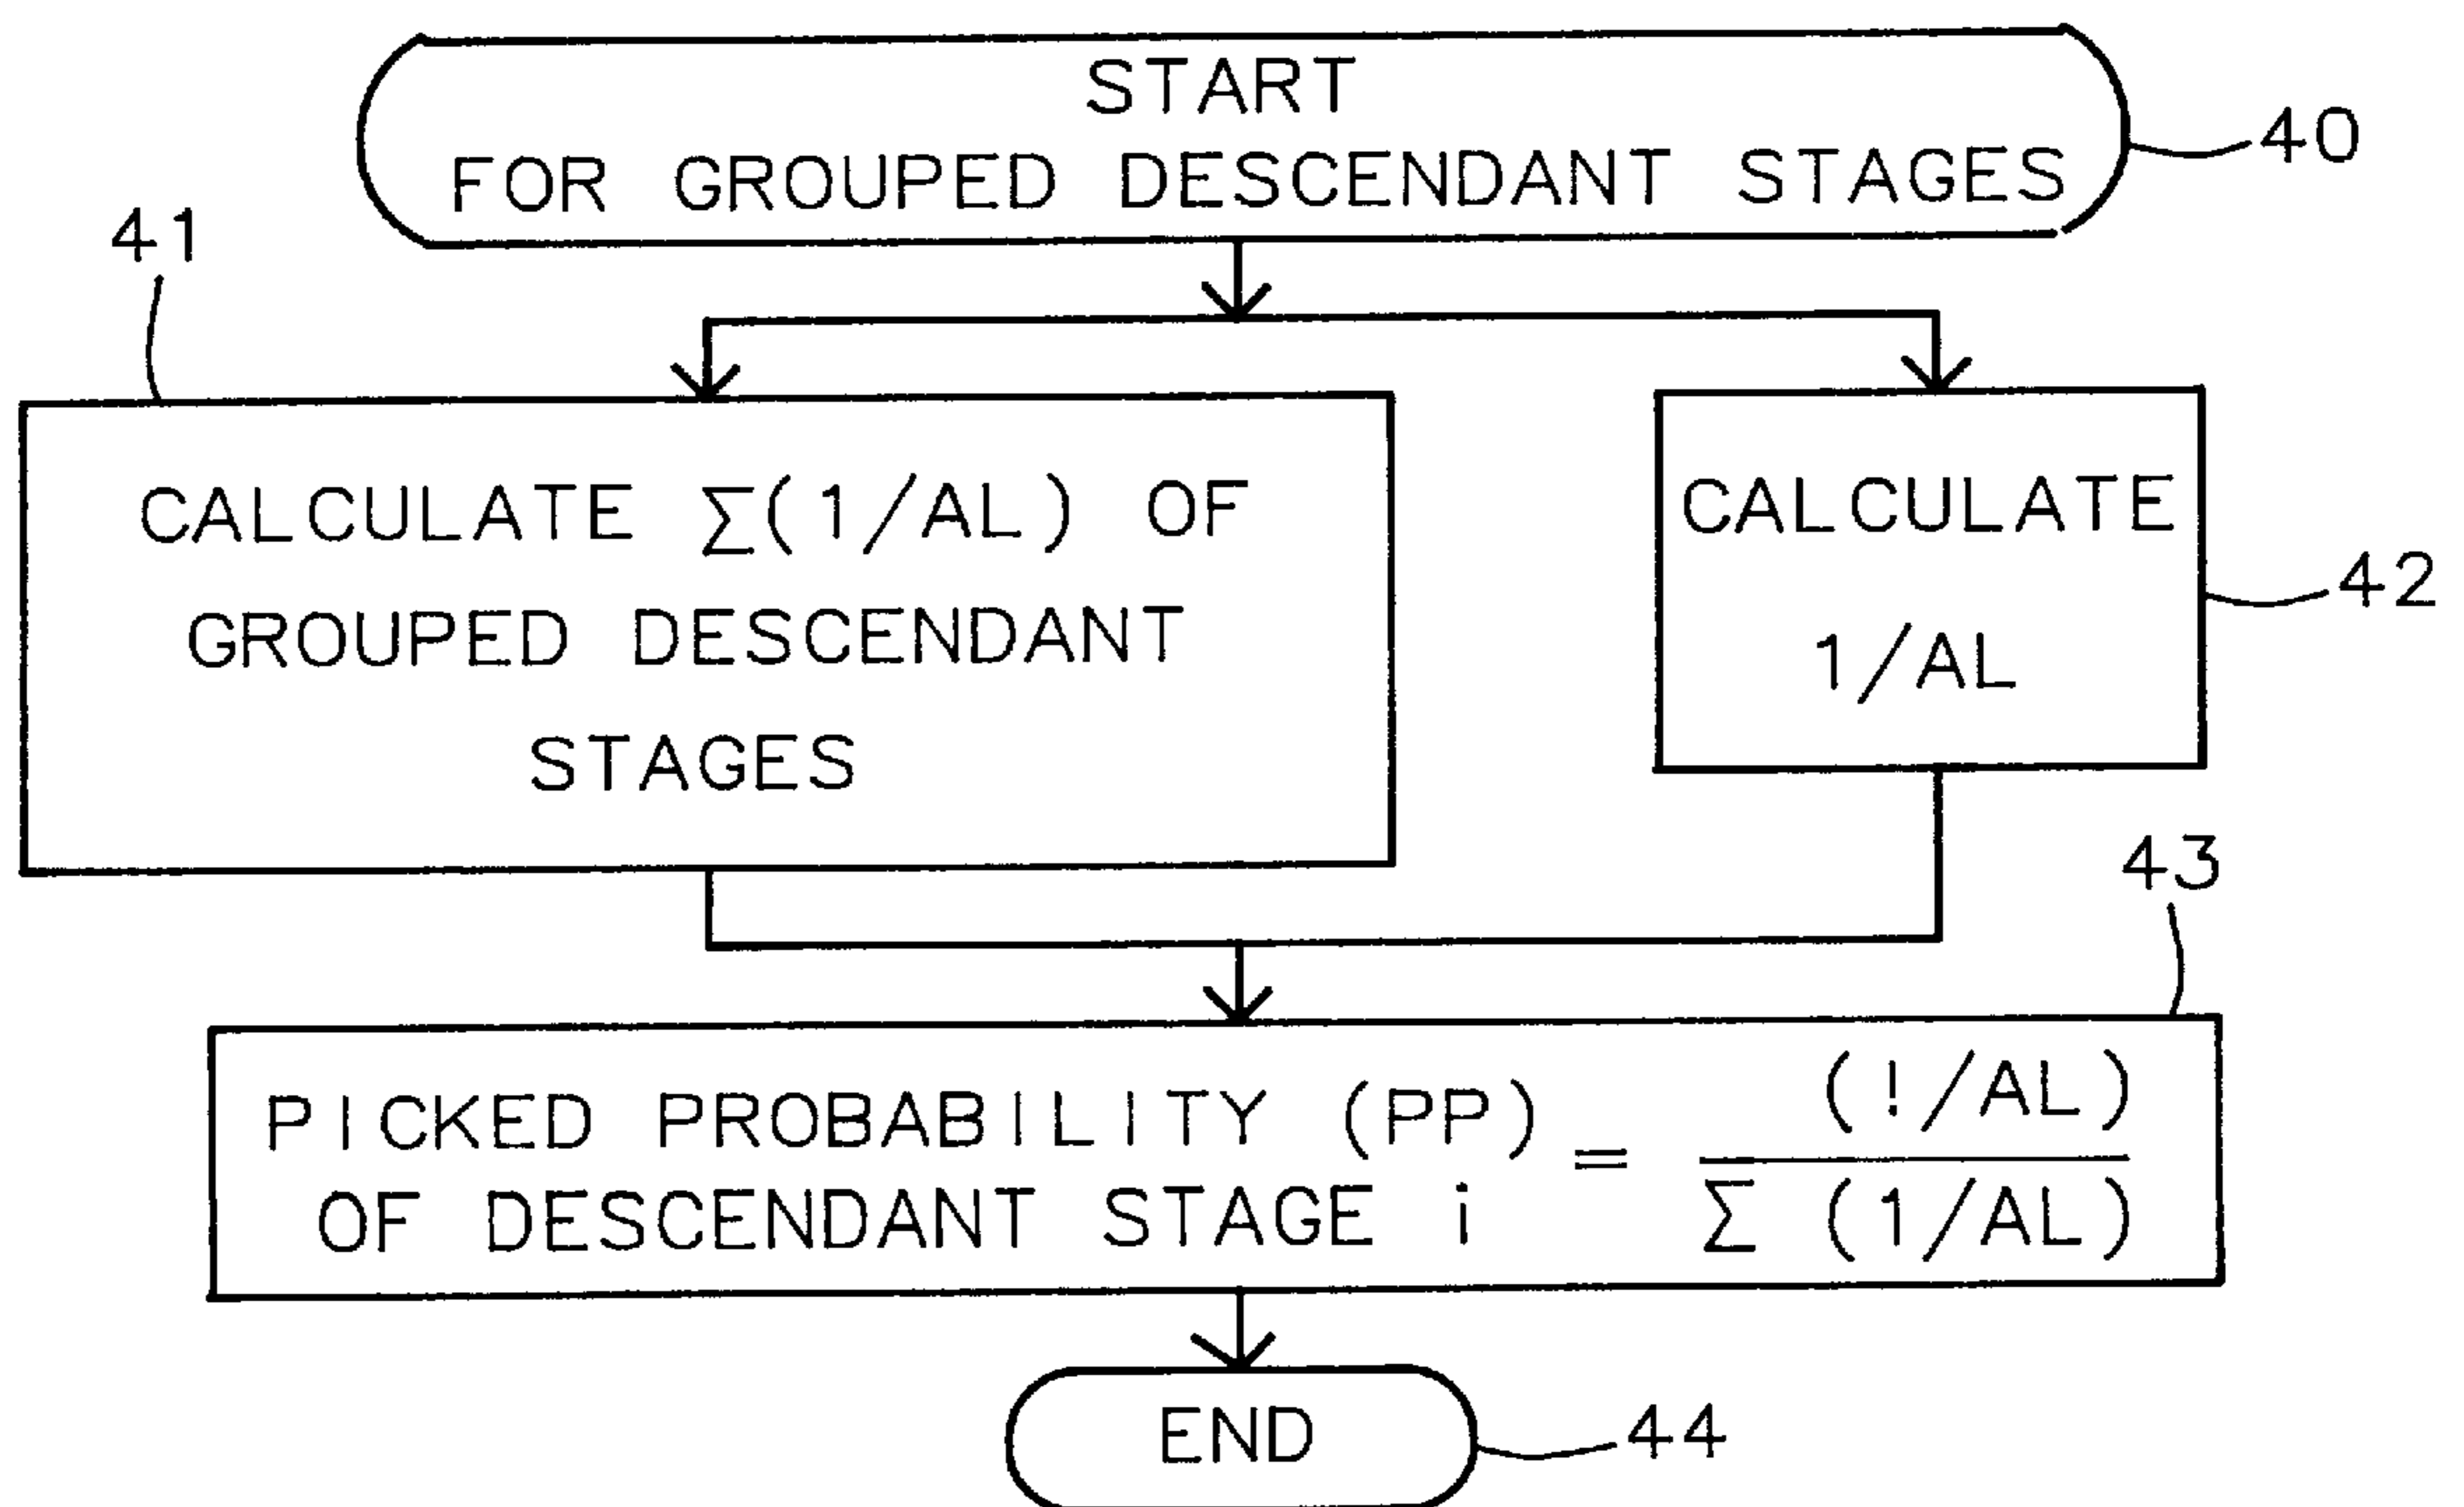 START
FOR GROUPED DESCENDANT STAGES
40
41
CALCULATE Σ(1/AL) OF
GROUPED DESCENDANT
STAGES
CALCULATE
1/AL
42
43
PICKED PROBABILITY (PP)
OF DESCENDANT STAGE i
=
(!/AL)
Σ (1/AL)
END
44